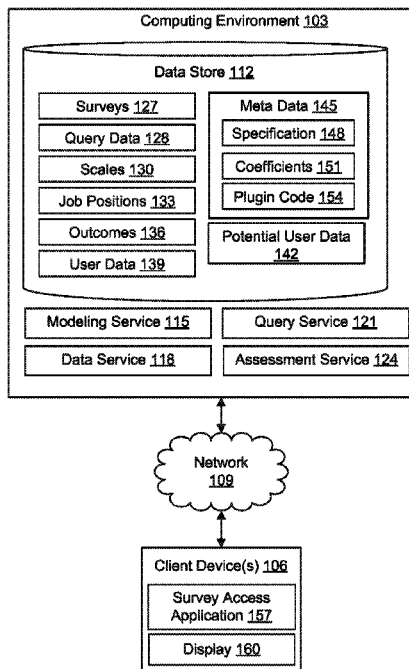 Computing Environment 103
Data Store 112
Surveys 127
Query Data 128
Scales 130
Job Positions 133
Outcomes 136
User Data 139
Meta Data 145
Specification 148
Coefficients 151
Plugin Code 154
Potential User Data
142
Modeling Service 115
Query Service 121
Data Service 118
Assessment Service 124
Network
109
Client Device(s) 106
Survey Access
Application 157
Display 160